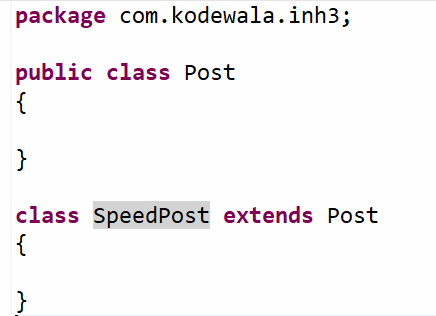 package com.kodewala.inh3;
public class Post
{
}
class SpeedPost extends Post
{
}